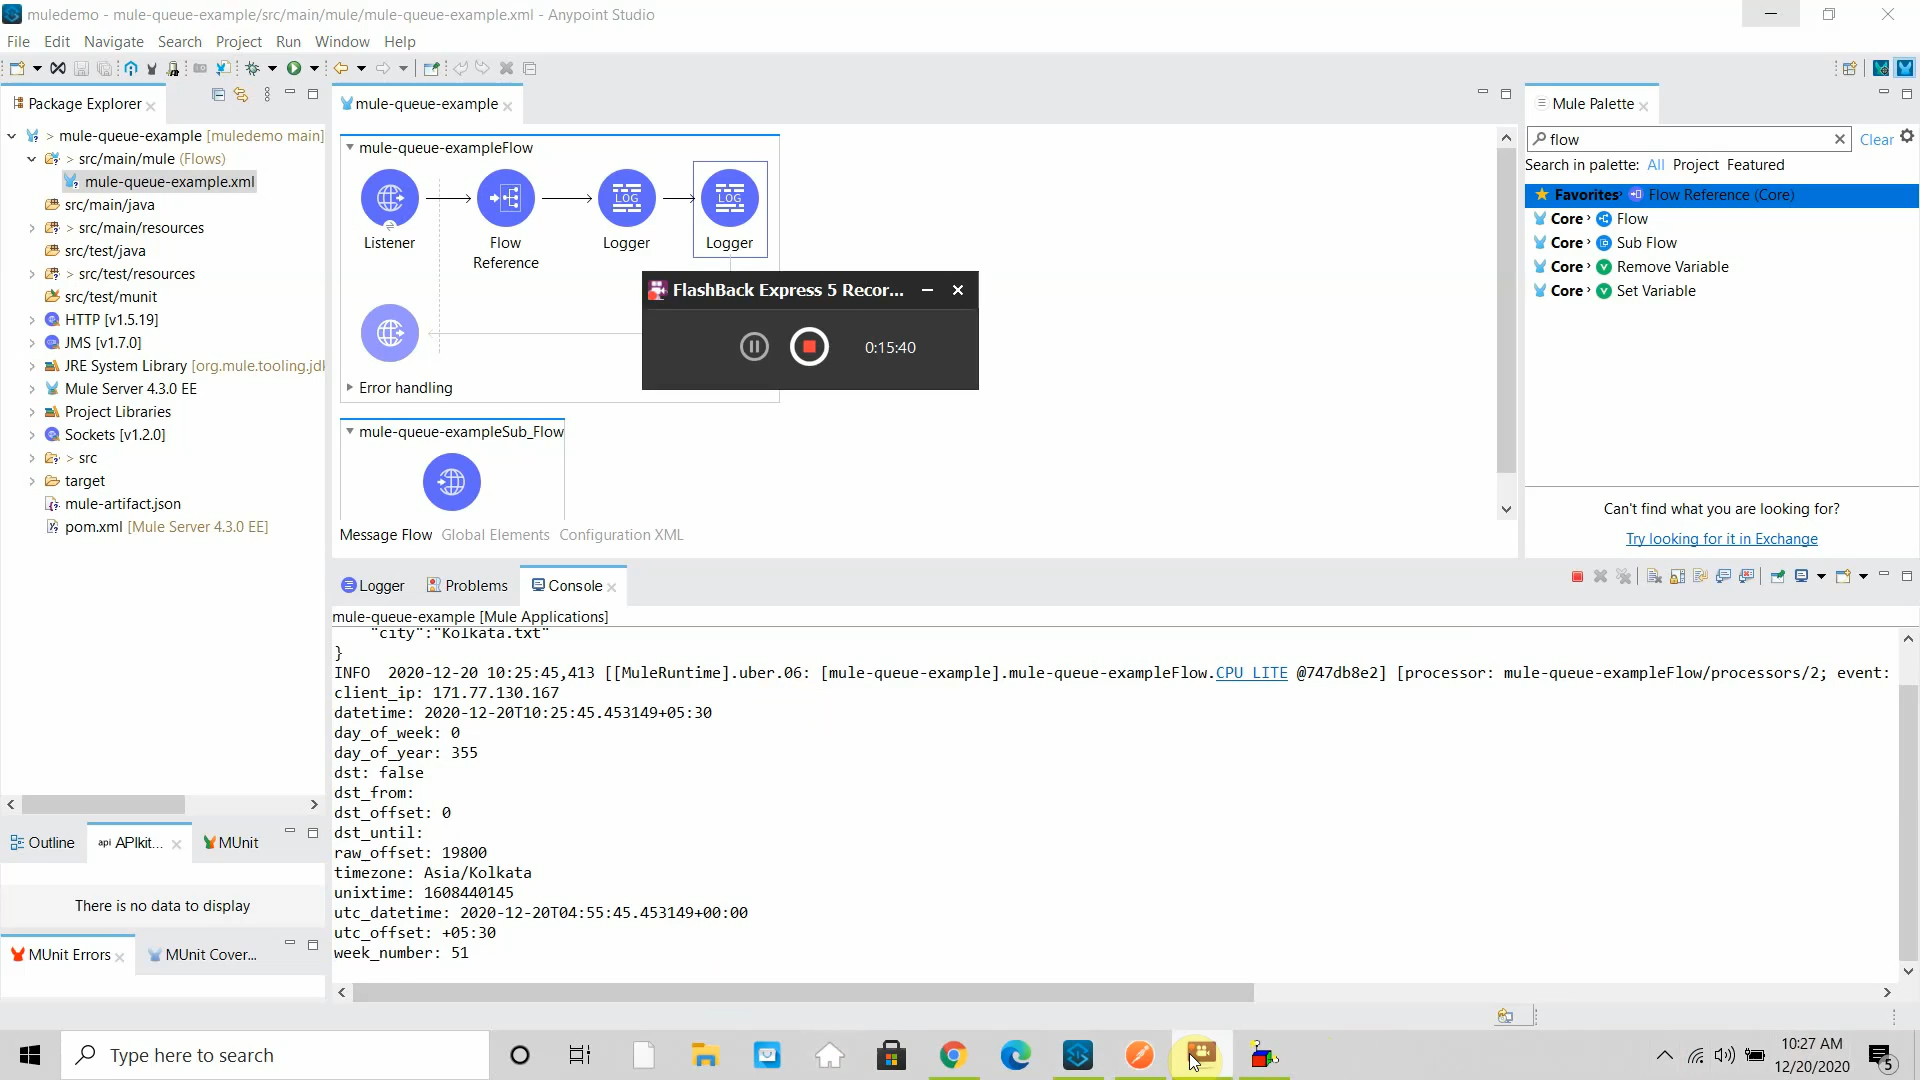 muledemo - mule-queue-example/src/main/mule/mule-queue-example.xml - Anypoint Studio
File Edit Navigate Search Project Run Window Help
Package Explorer
mule-queue-example
Mule Palette
> mule-queue-example [muledemo main]
> src/main/mule (Flows)
mule-queue-example.xml
src/main/java
> src/main/resources
src/test/java
> src/test/resources
src/test/munit
HTTP [v1.5.19]
JMS [v1.7.0]
JRE System Library [org.mule.tooling.jdk
Mule Server 4.3.0 EE
Project Libraries
Sockets [v1.2.0]
> src
target
mule-artifact.json
pom.xml [Mule Server 4.3.0 EE]
mule-queue-exampleFlow
Listener
Flow Reference
LOG
Logger
LOG
Logger
Error handling
FlashBack Express 5 Recor...
0:15:40
mule-queue-exampleSub_Flow
Message Flow Global Elements Configuration XML
flow
Clear
Search in palette: All Project Featured
Favorites Flow Reference (Core)
Core Flow
Core Sub Flow
Core Remove Variable
Core Set Variable
Can't find what you are looking for?
Try looking for it in Exchange
Logger Problems Console
mule-queue-example [Mule Applications]
"city":"Kolkata.txt"
}
INFO 2020-12-20 10:25:45,413 [[MuleRuntime].uber.06: [mule-queue-example].mule-queue-exampleFlow.CPU_LITE @747db8e2] [processor: mule-queue-exampleFlow/processors/2; event:
client_ip: 171.77.130.167
datetime: 2020-12-20T10:25:45.453149+05:30
day_of_week: 0
day_of_year: 355
dst: false
dst_from:
dst_offset: 0
dst_until:
raw_offset: 19800
timezone: Asia/Kolkata
unixtime: 1608440145
utc_datetime: 2020-12-20T04:55:45.453149+00:00
utc_offset: +05:30
week_number: 51
Outline api APIkit... MUnit
There is no data to display
MUnit Errors MUnit Cover...
Type here to search
10:27 AM
12/20/2020
5